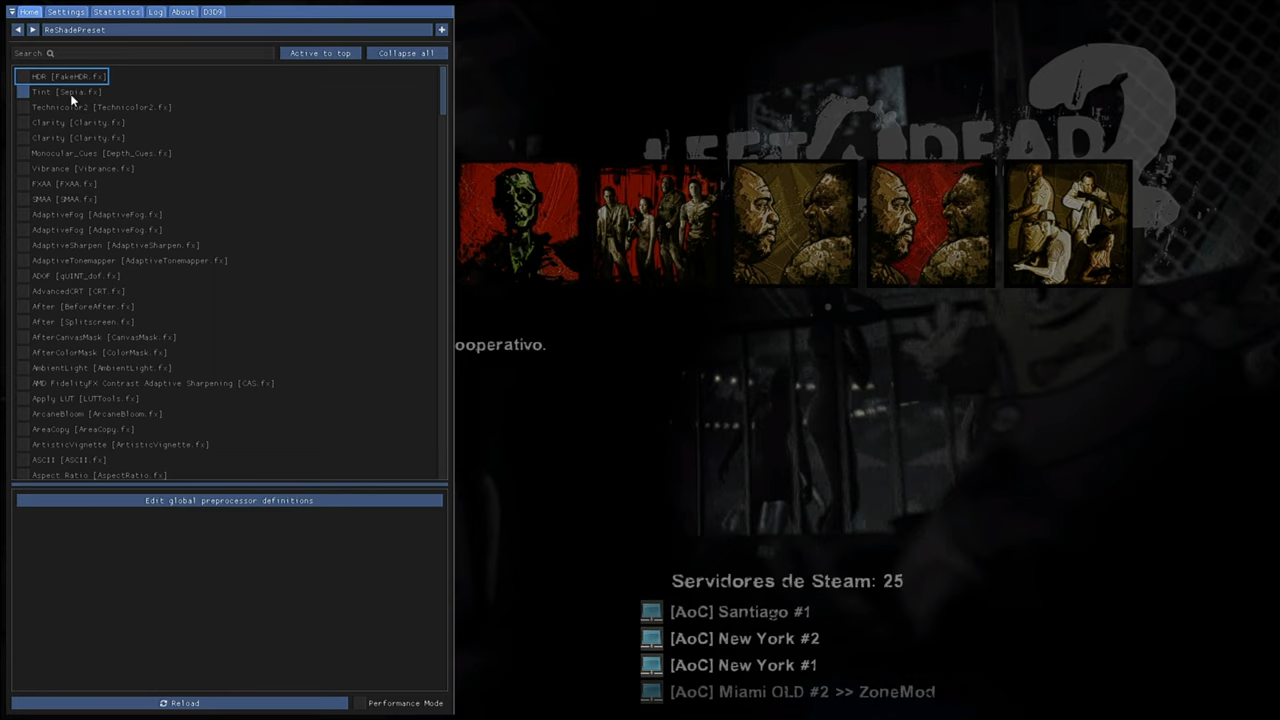 Home Settings Statistics Log About D3D9
ReShadePreset +
Search Active to top Collapse all
HDR [FakeHDR.fx]
Tint [Sepia.fx]
Technicolor2 [Technicolor2.fx]
Clarity [Clarity.fx]
Clarity [Clarity.fx]
Monocular_Cues [Depth_Cues.fx]
Vibrance [Vibrance.fx]
FXAA [FXAA.fx]
SMAA [SMAA.fx]
AdaptiveFog [AdaptiveFog.fx]
AdaptiveFog [AdaptiveFog.fx]
AdaptiveSharpen [AdaptiveSharpen.fx]
AdaptiveTonemapper [AdaptiveTonemapper.fx]
ADOF [qUINT_dof.fx]
AdvancedCRT [CRT.fx]
After [BeforeAfter.fx]
After [Splitscreen.fx]
AfterCanvasMask [CanvasMask.fx]
AfterColorMask [ColorMask.fx]
AmbientLight [AmbientLight.fx]
AMD FidelityFX Contrast Adaptive Sharpening [CAS.fx]
Apply LUT [LUTTools.fx]
ArcaneBloom [ArcaneBloom.fx]
AreaCopy [AreaCopy.fx]
ArtisticVignette [ArtisticVignette.fx]
ASCII [ASCII.fx]
Aspect Ratio [AspectRatio.fx]
Edit global preprocessor definitions
Reload Performance Mode
LEFT 4 DEAD 2
ooperativo.
Servidores de Steam: 25
[AoC] Santiago #1
[AoC] New York #2
[AoC] New York #1
[AoC] Miami OLD #2 >> ZoneMod